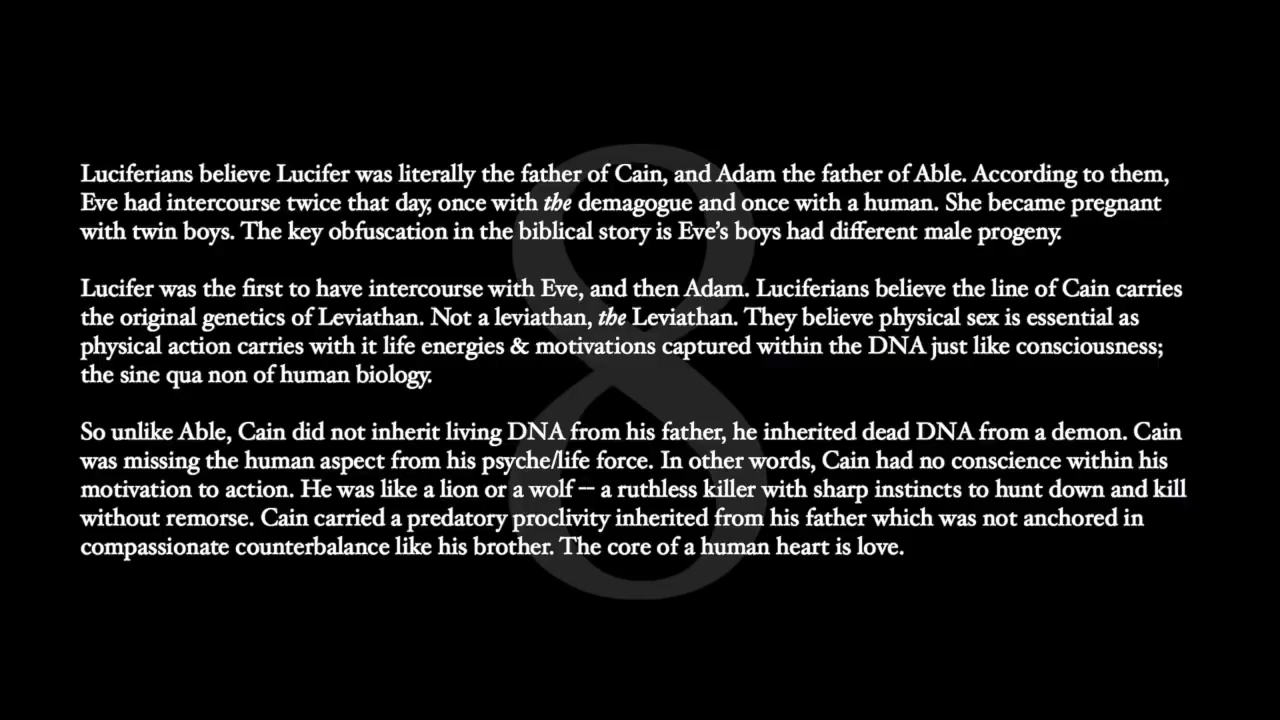 Luciferians believe Lucifer was literally the father of Cain, and Adam the father of Able. According to them,
Eve had intercourse twice that day, once with the demagogue and once with a human. She became pregnant
with twin boys. The key obfuscation in the biblical story is Eve's boys had different male progeny.
Lucifer was the first to have intercourse with Eve, and then Adam. Luciferians believe the line of Cain carries
the original genetics of Leviathan. Not a leviathan, the Leviathan. They believe physical sex is essential as
physical action carries with it life energies & motivations captured within the DNA just like consciousness;
the sine qua non of human biology.
So unlike Able, Cain did not inherit living DNA from his father, he inherited dead DNA from a demon. Cain
was missing the human aspect from his psyche/life force. In other words, Cain had no conscience within his
motivation to action. He was like a lion or a wolf — a ruthless killer with sharp instincts to hunt down and kill
without remorse. Cain carried a predatory proclivity inherited from his father which was not anchored in
compassionate counterbalance like his brother. The core of a human heart is love.
8